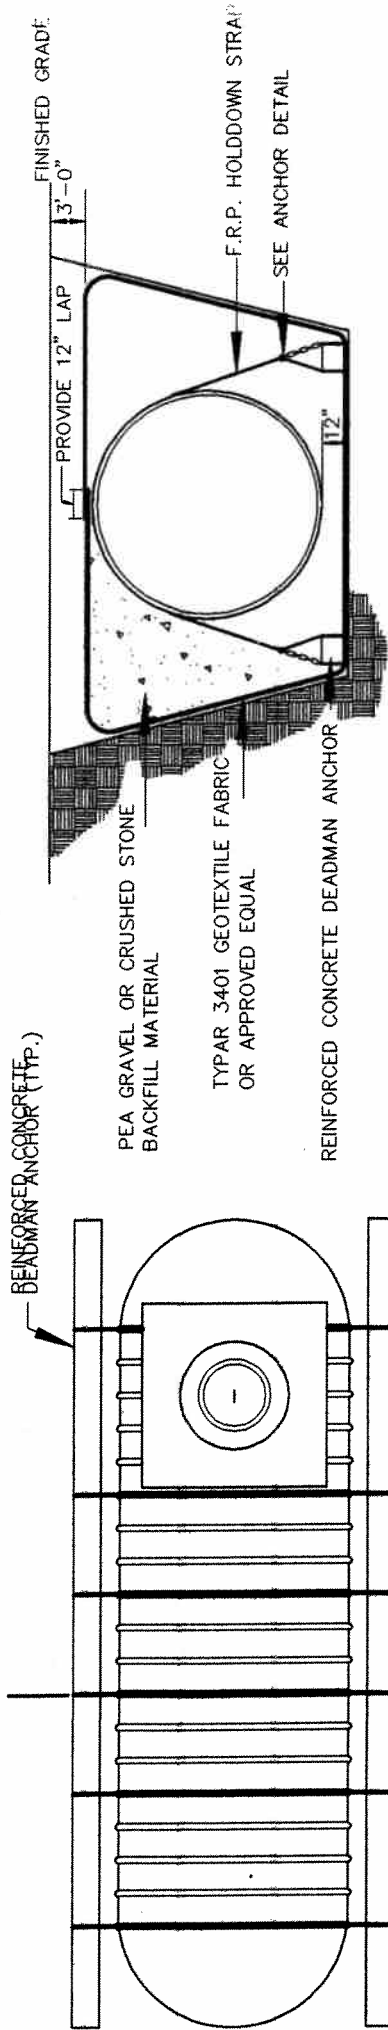 FINISHED GRADE
3'-0"
PROVIDE 12" LAP
F.R.P. HOLDDOWN STRAP
SEE ANCHOR DETAIL
12"
PEA GRAVEL OR CRUSHED STONE
BACKFILL MATERIAL
TYPAR 3401 GEOTEXTILE FABRIC
OR APPROVED EQUAL
REINFORCED CONCRETE DEADMAN ANCHOR
REINFORCED CONCRETE
DEADMAN ANCHOR (TYP.)